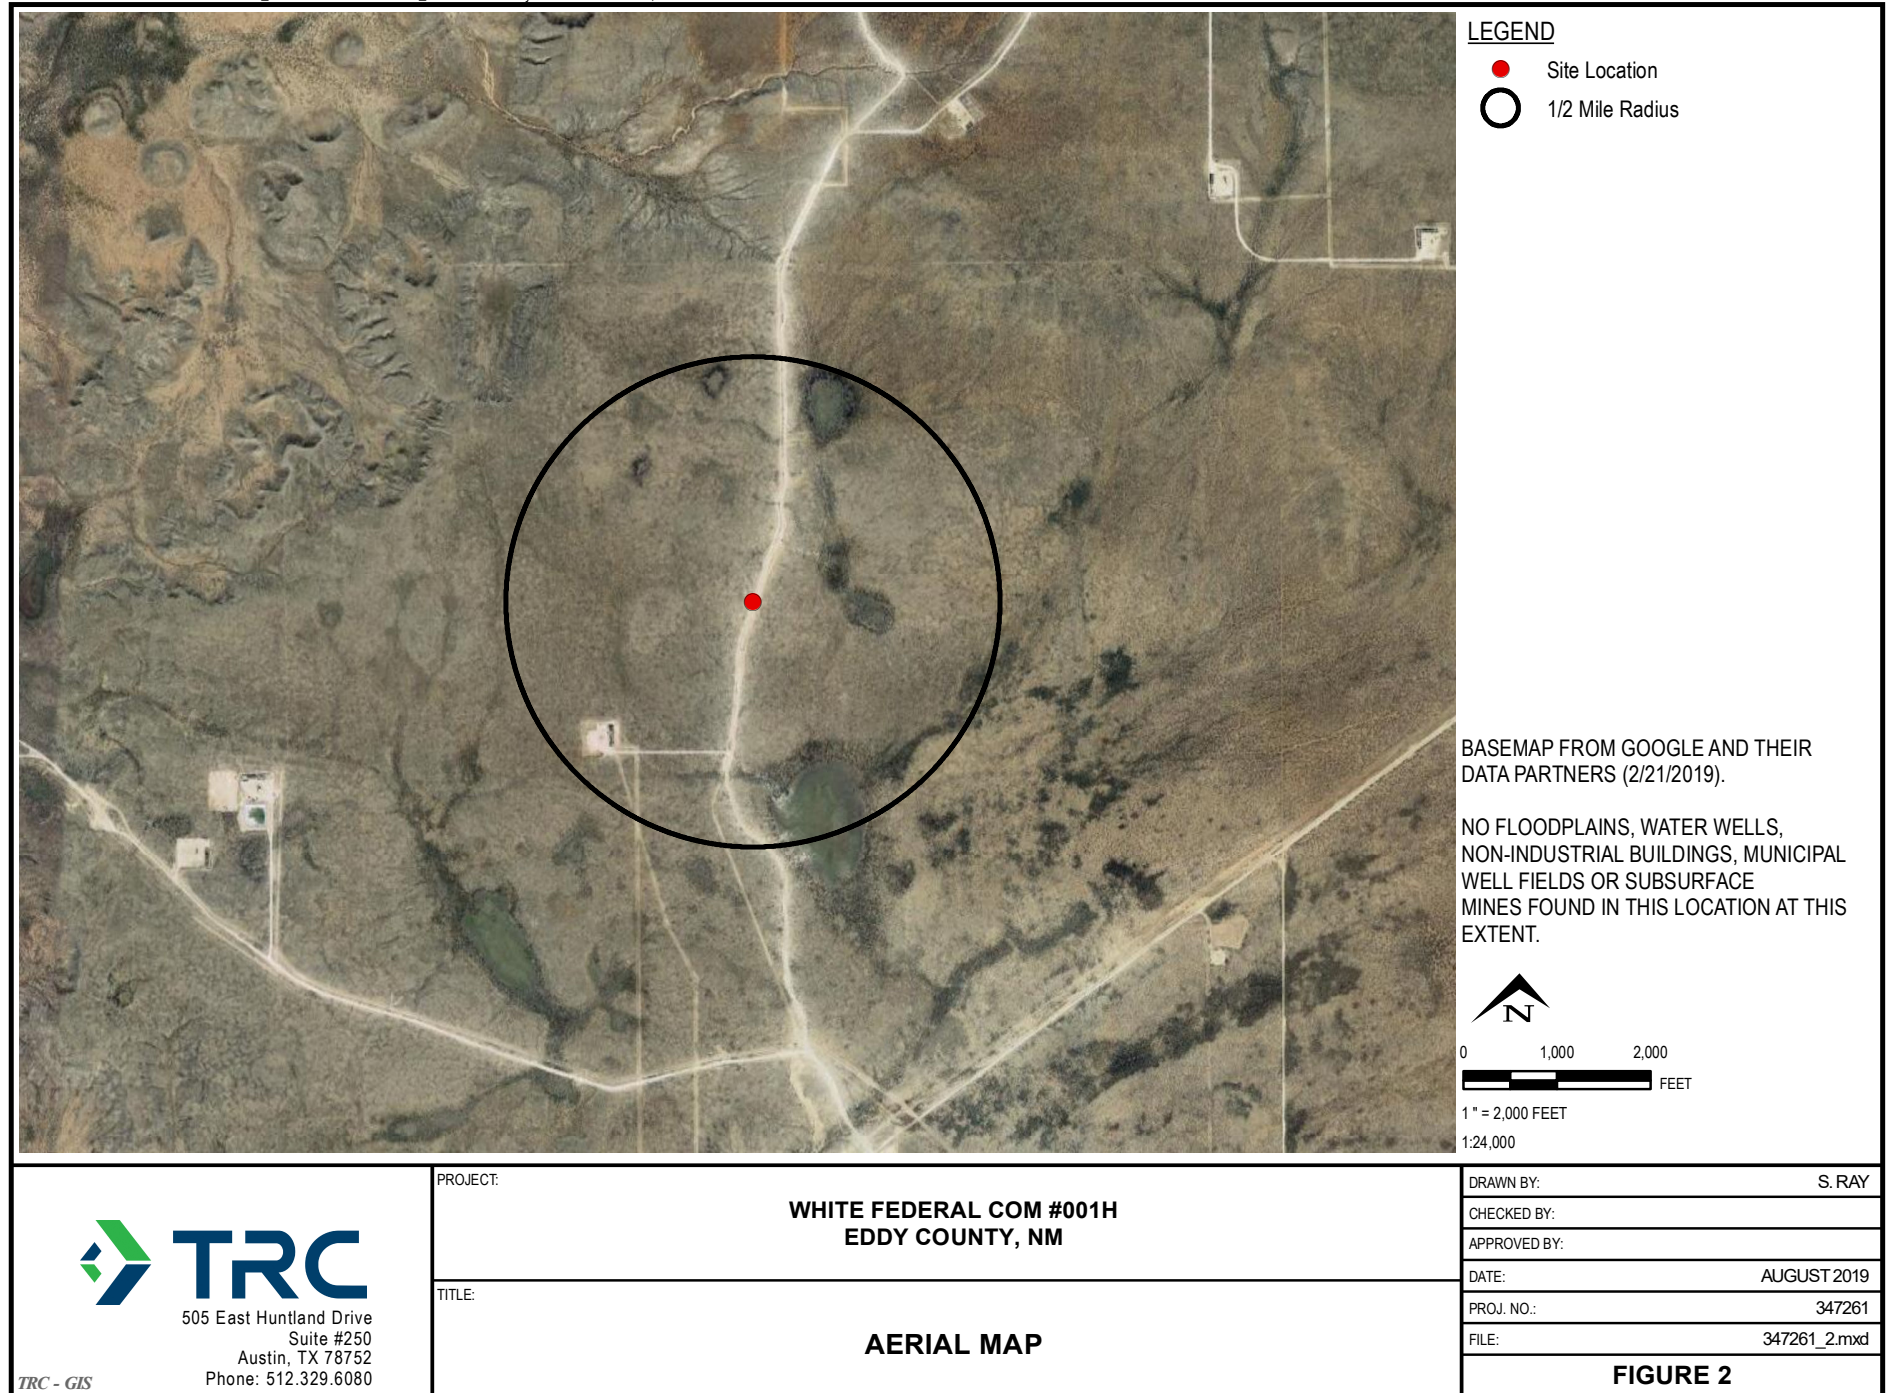 LEGEND
Site Location
1/2 Mile Radius
BASEMAP FROM GOOGLE AND THEIR
DATA PARTNERS (2/21/2019).
NO FLOODPLAINS, WATER WELLS,
NON-INDUSTRIAL BUILDINGS, MUNICIPAL
WELL FIELDS OR SUBSURFACE
MINES FOUND IN THIS LOCATION AT THIS
EXTENT.
N
0 1,000 2,000
FEET
1 " = 2,000 FEET
1:24,000
TRC
505 East Huntland Drive
Suite #250
Austin, TX 78752
Phone: 512.329.6080
TRC - GIS
PROJECT:
WHITE FEDERAL COM #001H
EDDY COUNTY, NM
TITLE:
AERIAL MAP
DRAWN BY: S. RAY
CHECKED BY:
APPROVED BY:
DATE: AUGUST 2019
PROJ. NO.: 347261
FILE: 347261_2.mxd
FIGURE 2